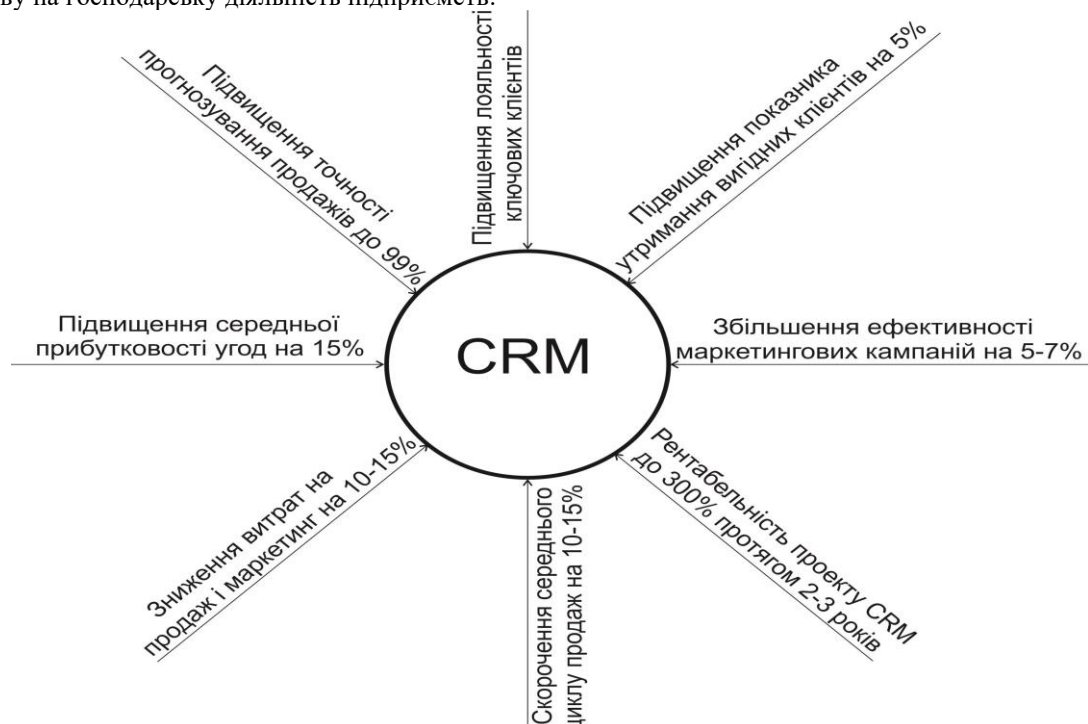 на господарську діяльність підприємств.
Підвищення точності
прогнозування продажів до 99%
Підвищення лояльності
ключових клієнтів
Підвищення показника
утримання вигідних клієнтів на 5%
Підвищення середньої
прибутковості угод на 15%
CRM
Збільшення ефективності
маркетингових кампаній на 5-7%
Зниження витрат на
продаж і маркетинг на 10-15%
Скорочення середнього
циклу продаж на 10-15%
Рентабельність проекту CRM
до 300% протягом 2-3 років